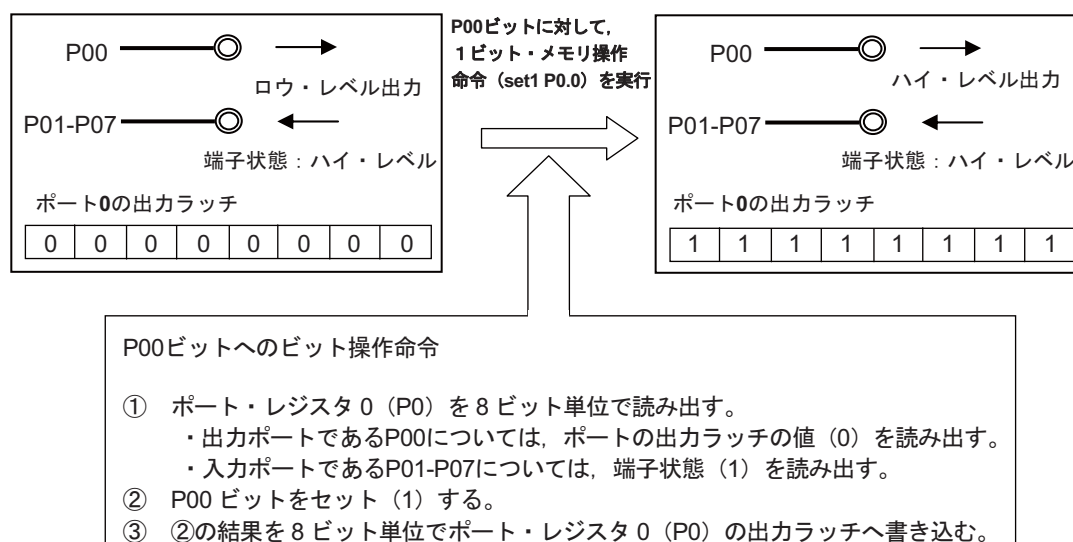 P00
ロウ・レベル出力
P01-P07
端子状態：ハイ・レベル
ポート0の出力ラッチ
0 0 0 0 0 0 0 0
P00ビットに対して，
1ビット・メモリ操作
命令（set1 P0.0）を実行
P00
ハイ・レベル出力
P01-P07
端子状態：ハイ・レベル
ポート0の出力ラッチ
1 1 1 1 1 1 1 1
P00ビットへのビット操作命令
① ポート・レジスタ 0（P0）を 8 ビット単位で読み出す。
・出力ポートであるP00については，ポートの出力ラッチの値（0）を読み出す。
・入力ポートであるP01-P07については，端子状態（1）を読み出す。
② P00 ビットをセット（1）する。
③ ②の結果を 8 ビット単位でポート・レジスタ 0（P0）の出力ラッチへ書き込む。